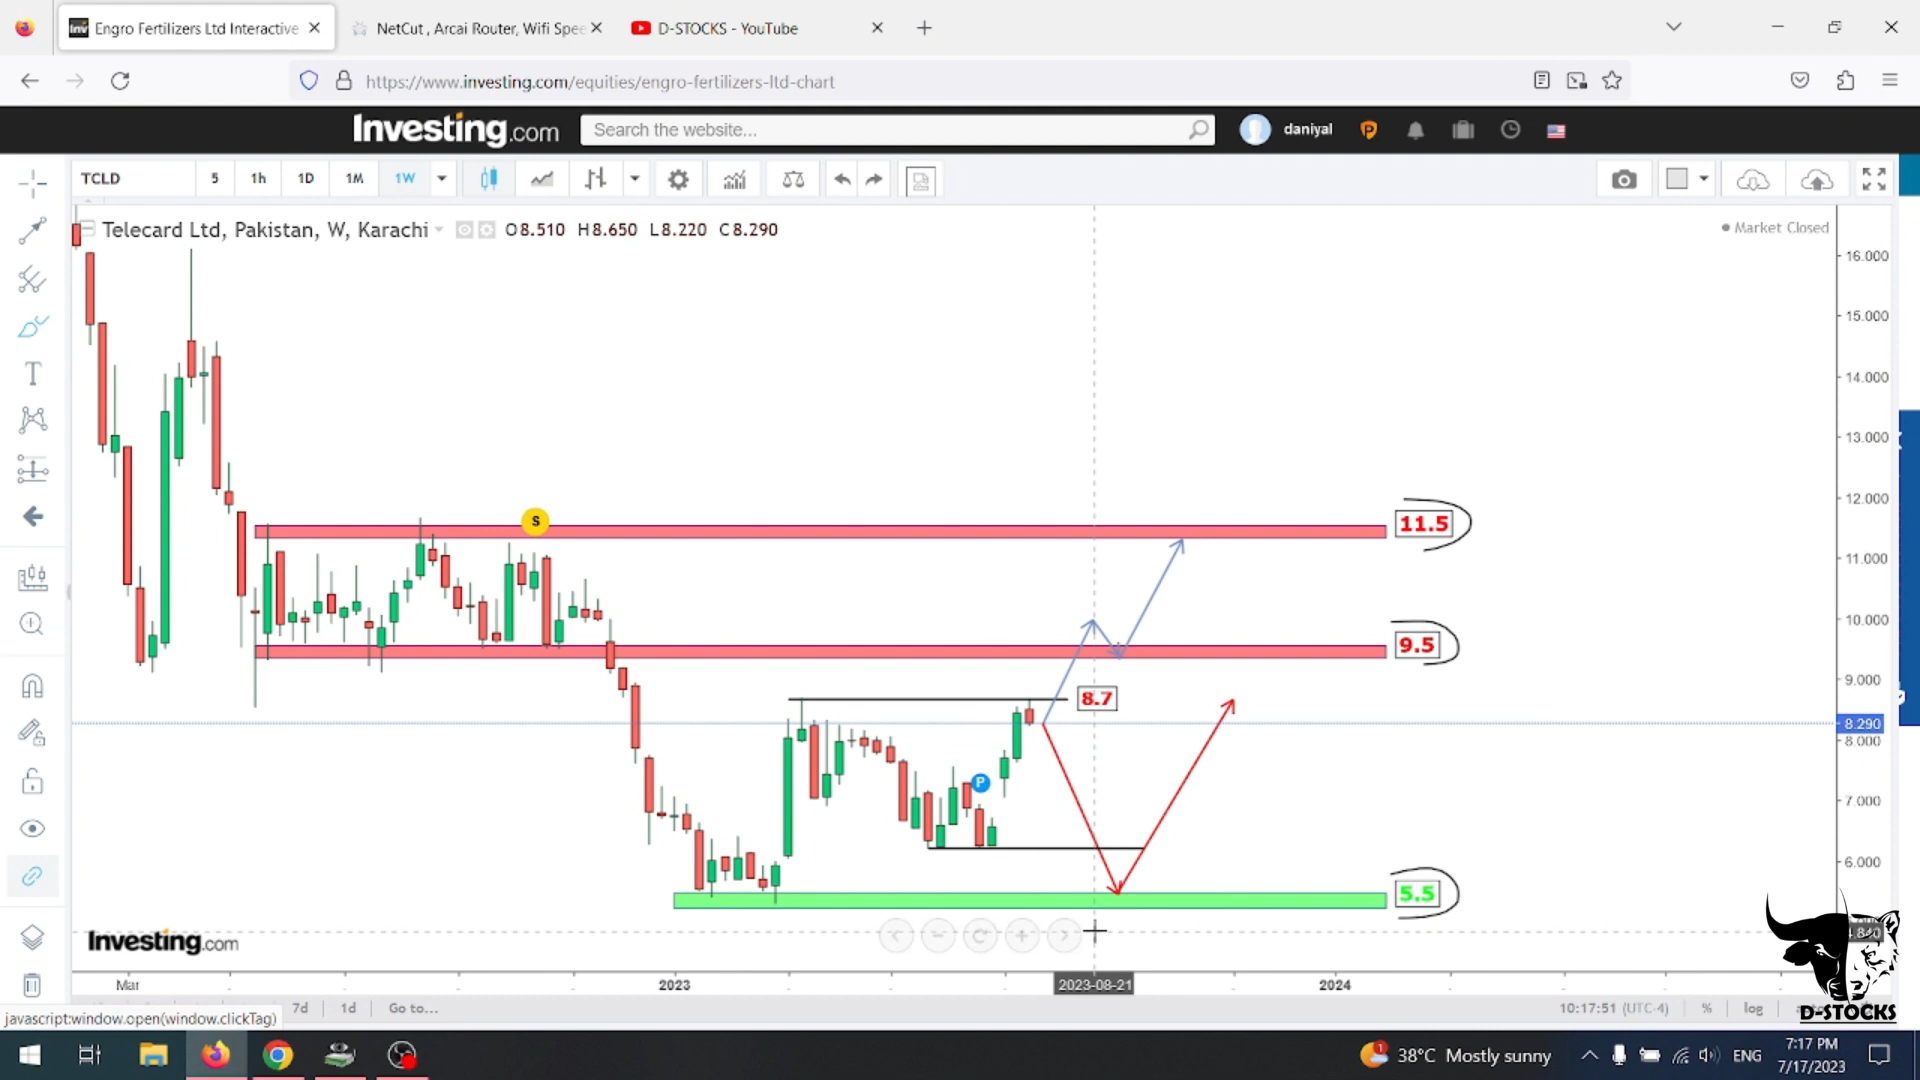 Engro Fertilizers Ltd Interactive
NetCut , Arcai Router, Wifi Spee
D-STOCKS - YouTube
https://www.investing.com/equities/engro-fertilizers-ltd-chart
Investing.com
Search the website...
daniyal
TCLD
5
1h
1D
1M
1W
Telecard Ltd, Pakistan, W, Karachi
O8.510 H8.650 L8.220 C8.290
Market Closed
16.000
15.000
14.000
13.000
12.000
11.5
S
11.000
10.000
9.5
9.000
8.7
8.290
8.000
P
7.000
6.000
5.5
Investing.com
Mar
2023
2023-08-21
2024
7d
1d
Go to...
10:17:51 (UTC-4)
%
log
D-STOCKS
javascript:window.open(window.clickTag)
1
38°C Mostly sunny
ENG
7:17 PM
7/17/2023